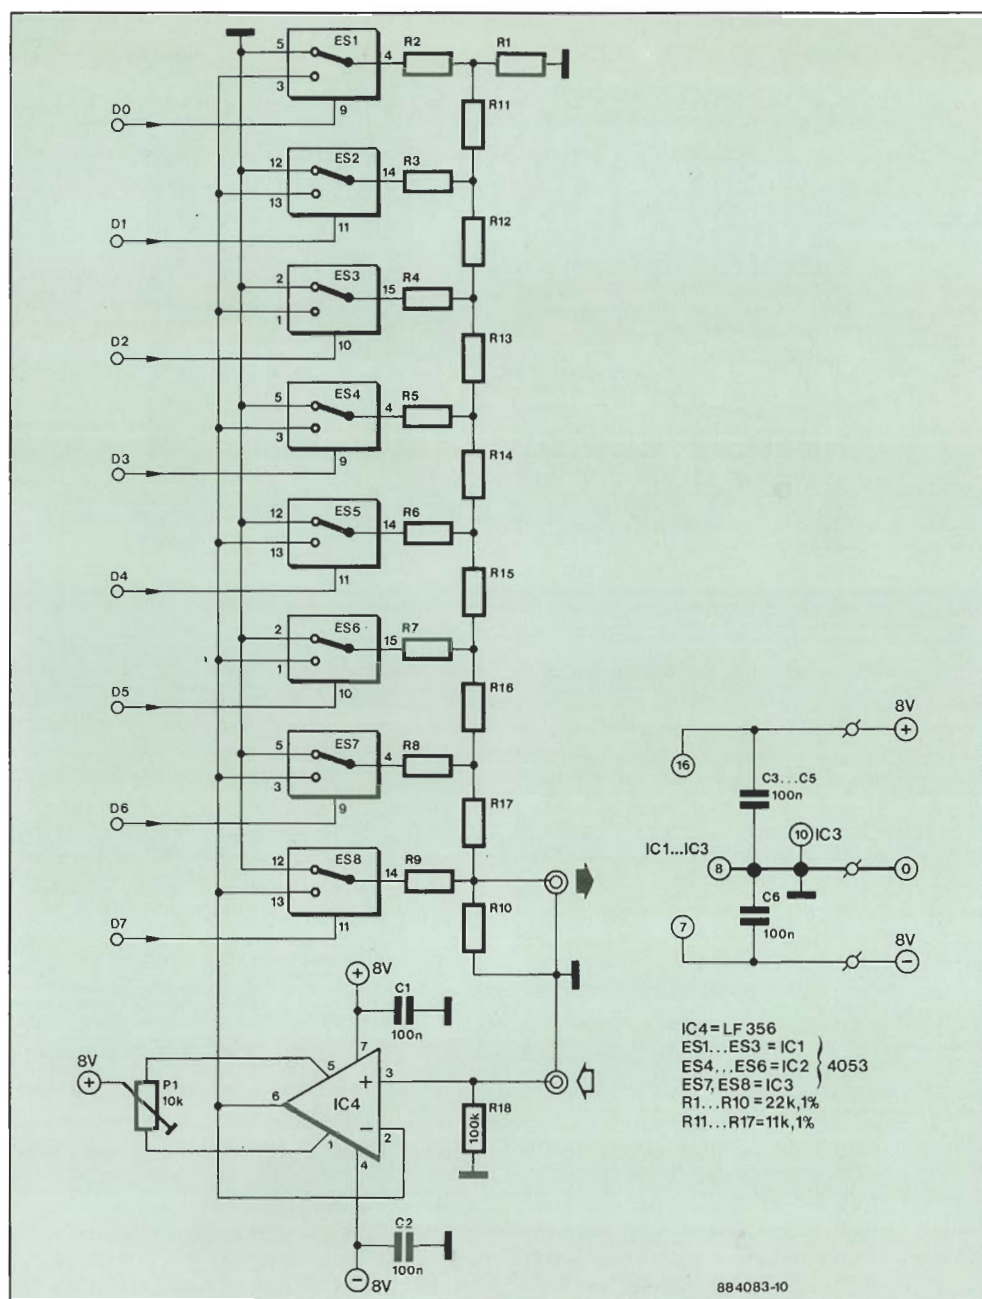 ES1
5
4
3
9
R2
R1
D0
R11
ES2
12
14
13
11
R3
D1
R12
ES3
2
15
1
10
R4
D2
R13
ES4
5
4
3
9
R5
D3
R14
ES5
12
14
13
11
R6
D4
R15
ES6
2
15
1
10
R7
D5
R16
ES7
5
4
3
9
R8
D6
R17
ES8
12
14
13
11
R9
D7
R10
8V
+
16
C3...C5
100n
10
IC3
IC1...IC3
8
0
C6
100n
7
8V
−
+
8V
C1
100n
8V
+
P1
10k
7
5
3
+
6
IC4
−
2
1
4
R18
100k
C2
100n
−
8V
IC4=LF 356
ES1...ES3 = IC1
ES4...ES6 = IC2 } 4053
ES7, ES8 = IC3
R1...R10 = 22k,1%
R11...R17=11k,1%
884083-10